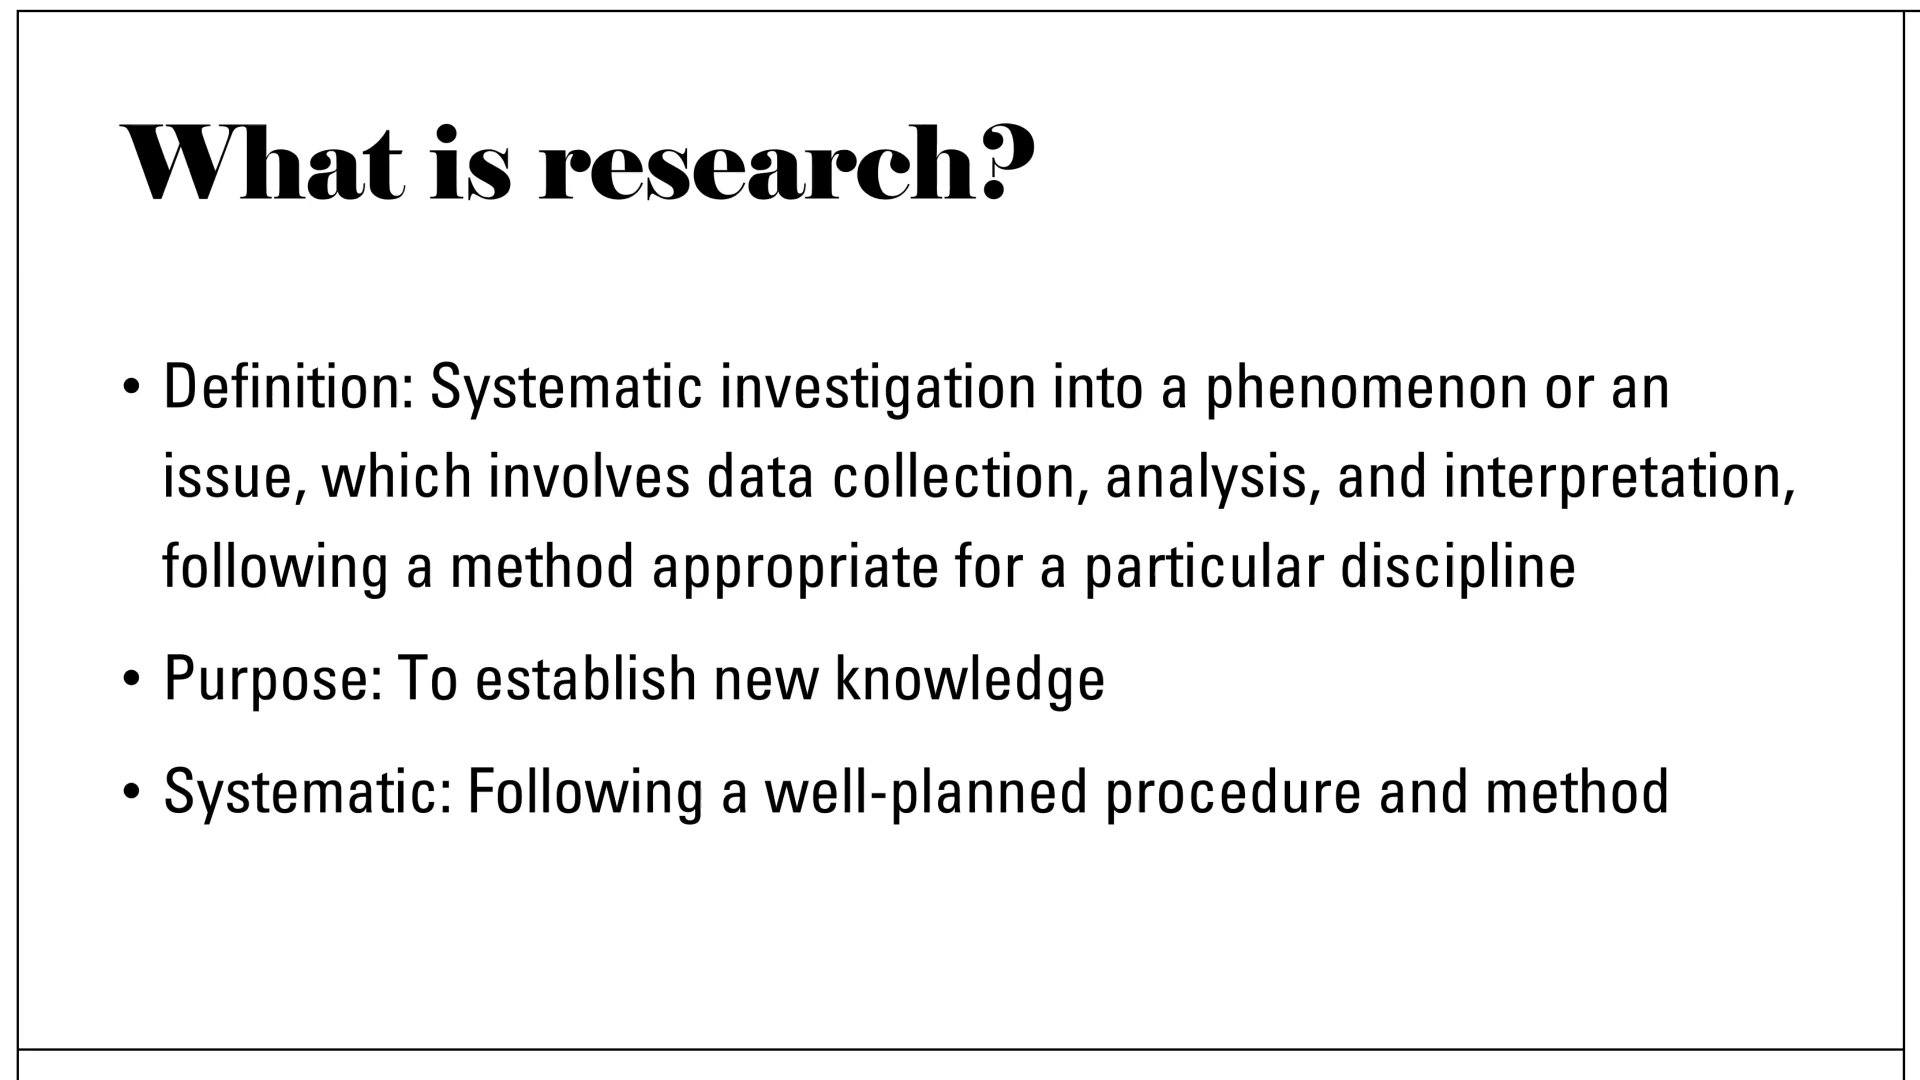 What is research?
• Definition: Systematic investigation into a phenomenon or an
issue, which involves data collection, analysis, and interpretation,
following a method appropriate for a particular discipline
• Purpose: To establish new knowledge
• Systematic: Following a well-planned procedure and method